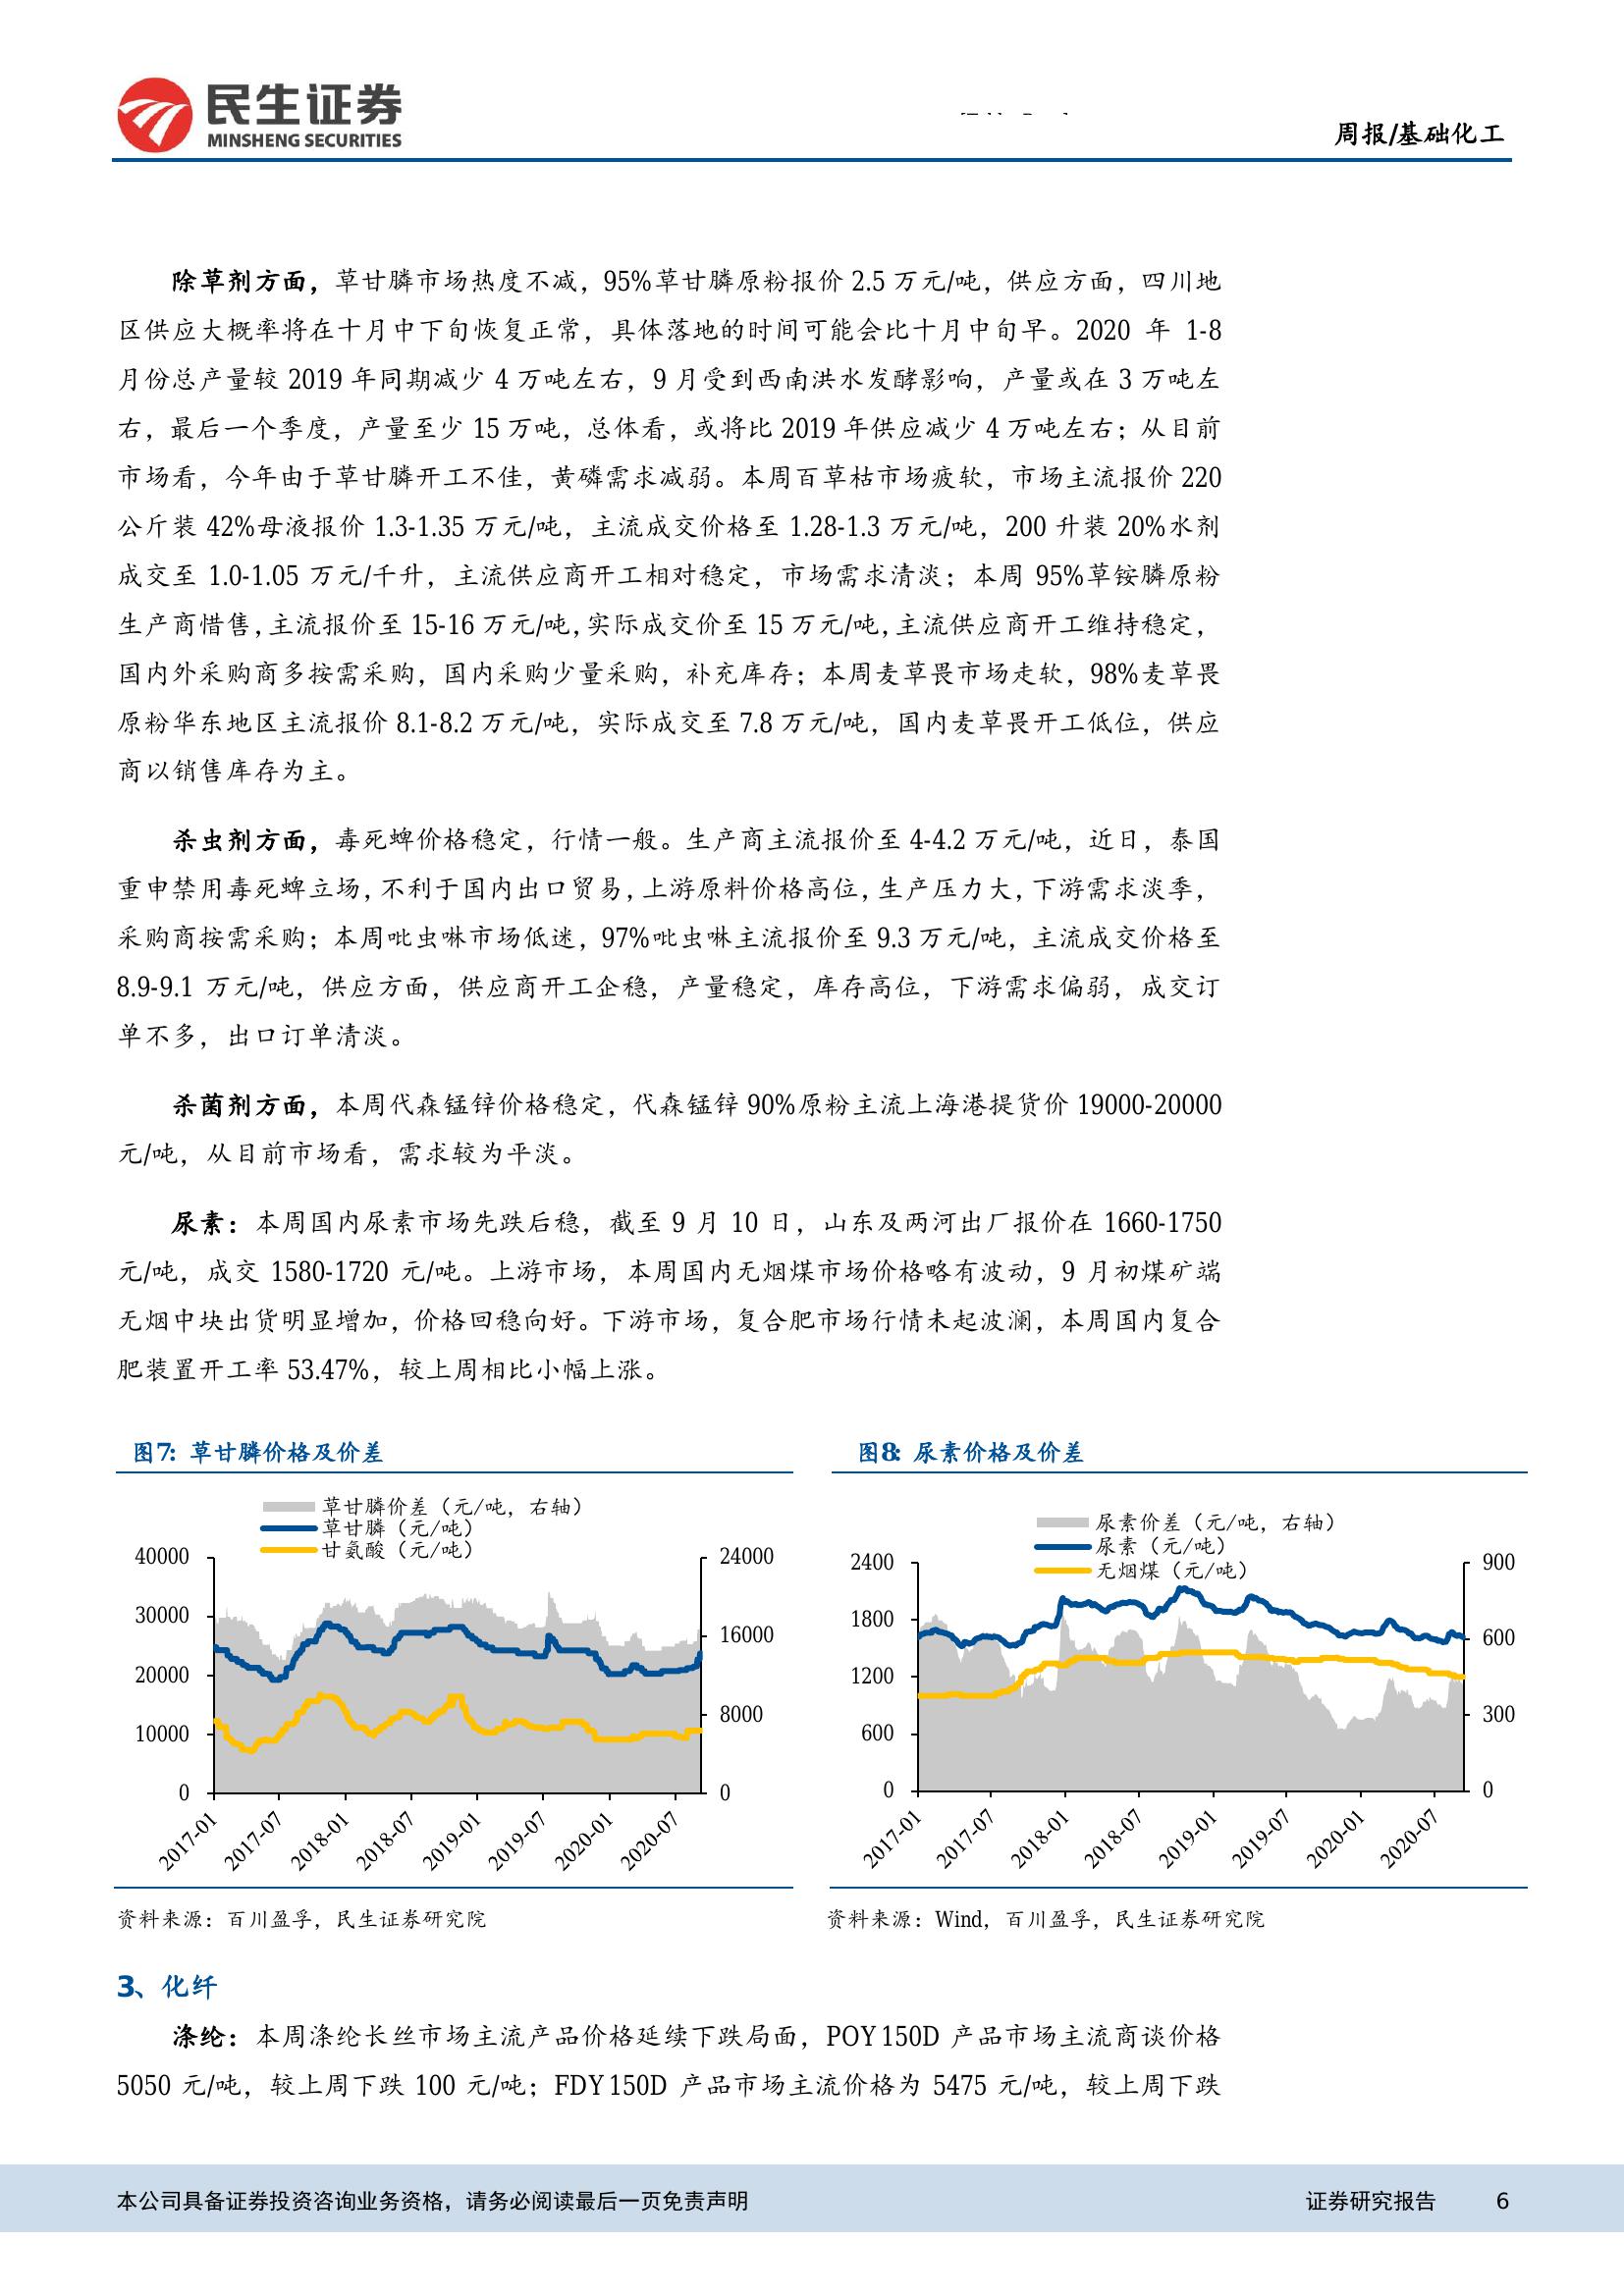 民生证券
MINSHENG SECURITIES
周报/基础化工
除草剂方面，草甘膦市场热度不减，95%草甘膦原粉报价 2.5 万元/吨，供应方面，四川地
区供应大概率将在十月中下旬恢复正常，具体落地的时间可能会比十月中旬早。2020 年 1-8
月份总产量较 2019 年同期减少 4 万吨左右，9 月受到西南洪水发酵影响，产量或在 3 万吨左
右，最后一个季度，产量至少 15 万吨，总体看，或将比 2019 年供应减少 4 万吨左右；从目前
市场看，今年由于草甘膦开工不佳，黄磷需求减弱。本周百草枯市场疲软，市场主流报价 220
公斤装 42%母液报价 1.3-1.35 万元/吨，主流成交价格至 1.28-1.3 万元/吨，200 升装 20%水剂
成交至 1.0-1.05 万元/千升，主流供应商开工相对稳定，市场需求清淡；本周 95%草铵膦原粉
生产商惜售，主流报价至 15-16 万元/吨，实际成交价至 15 万元/吨，主流供应商开工维持稳定，
国内外采购商多按需采购，国内采购少量采购，补充库存；本周麦草畏市场走软，98%麦草畏
原粉华东地区主流报价 8.1-8.2 万元/吨，实际成交至 7.8 万元/吨，国内麦草畏开工低位，供应
商以销售库存为主。
杀虫剂方面，毒死蜱价格稳定，行情一般。生产商主流报价至 4-4.2 万元/吨，近日，泰国
重申禁用毒死蜱立场，不利于国内出口贸易，上游原料价格高位，生产压力大，下游需求淡季，
采购商按需采购；本周吡虫啉市场低迷，97%吡虫啉主流报价至 9.3 万元/吨，主流成交价格至
8.9-9.1 万元/吨，供应方面，供应商开工企稳，产量稳定，库存高位，下游需求偏弱，成交订
单不多，出口订单清淡。
杀菌剂方面，本周代森锰锌价格稳定，代森锰锌 90%原粉主流上海港提货价 19000-20000
元/吨，从目前市场看，需求较为平淡。
尿素：本周国内尿素市场先跌后稳，截至 9 月 10 日，山东及两河出厂报价在 1660-1750
元/吨，成交 1580-1720 元/吨。上游市场，本周国内无烟煤市场价格略有波动，9 月初煤矿端
无烟中块出货明显增加，价格回稳向好。下游市场，复合肥市场行情未起波澜，本周国内复合
肥装置开工率 53.47%，较上周相比小幅上涨。
图7：草甘膦价格及价差
草甘膦价差（元/吨，右轴）
草甘膦（元/吨）
甘氨酸（元/吨）
40000
30000
20000
10000
0
24000
16000
8000
0
2017-01
2017-07
2018-01
2018-07
2019-01
2019-07
2020-01
2020-07
资料来源：百川盈孚，民生证券研究院
图8：尿素价格及价差
尿素价差（元/吨，右轴）
尿素（元/吨）
无烟煤（元/吨）
2400
1800
1200
600
0
900
600
300
0
2017-01
2017-07
2018-01
2018-07
2019-01
2019-07
2020-01
2020-07
资料来源：Wind，百川盈孚，民生证券研究院
3、化纤
涤纶：本周涤纶长丝市场主流产品价格延续下跌局面，POY 150D 产品市场主流商谈价格
5050 元/吨，较上周下跌 100 元/吨；FDY 150D 产品市场主流价格为 5475 元/吨，较上周下跌
本公司具备证券投资咨询业务资格，请务必阅读最后一页免责声明
证券研究报告 6